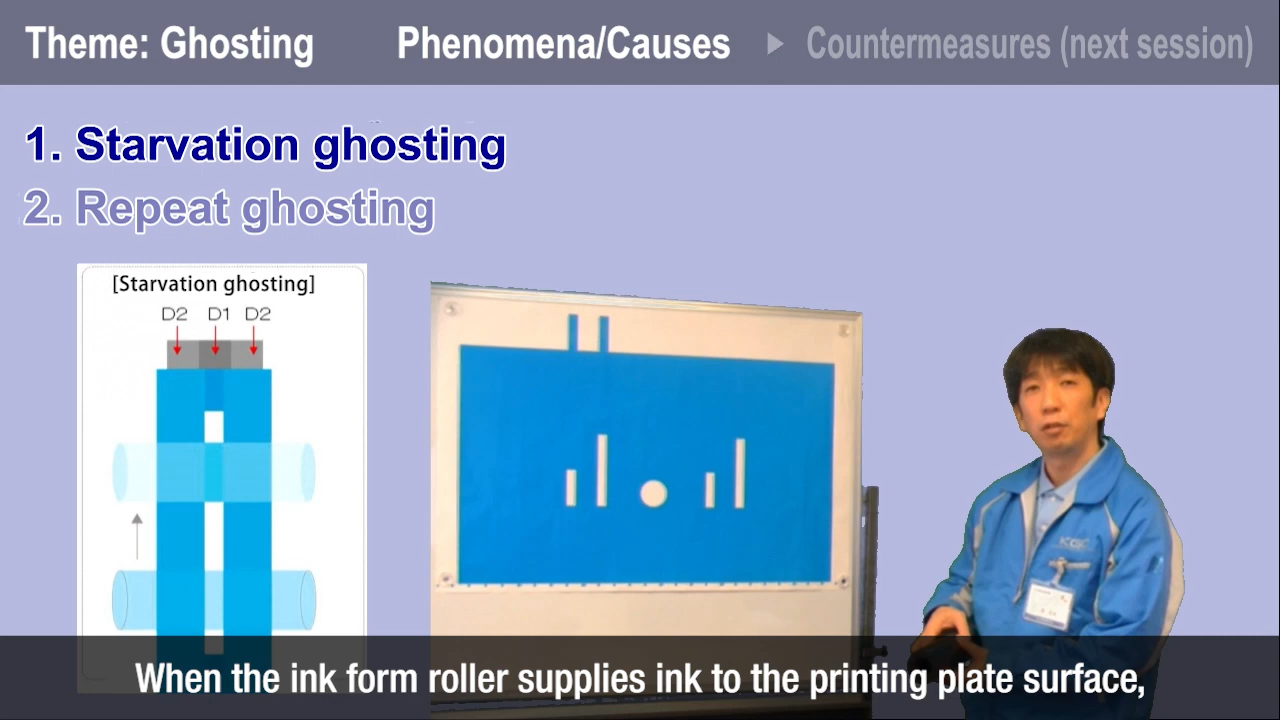 Theme: Ghosting
Phenomena/Causes
Countermeasures (next session)
1. Starvation ghosting
2. Repeat ghosting
[Starvation ghosting]
D2 D1 D2
When the ink form roller supplies ink to the printing plate surface,